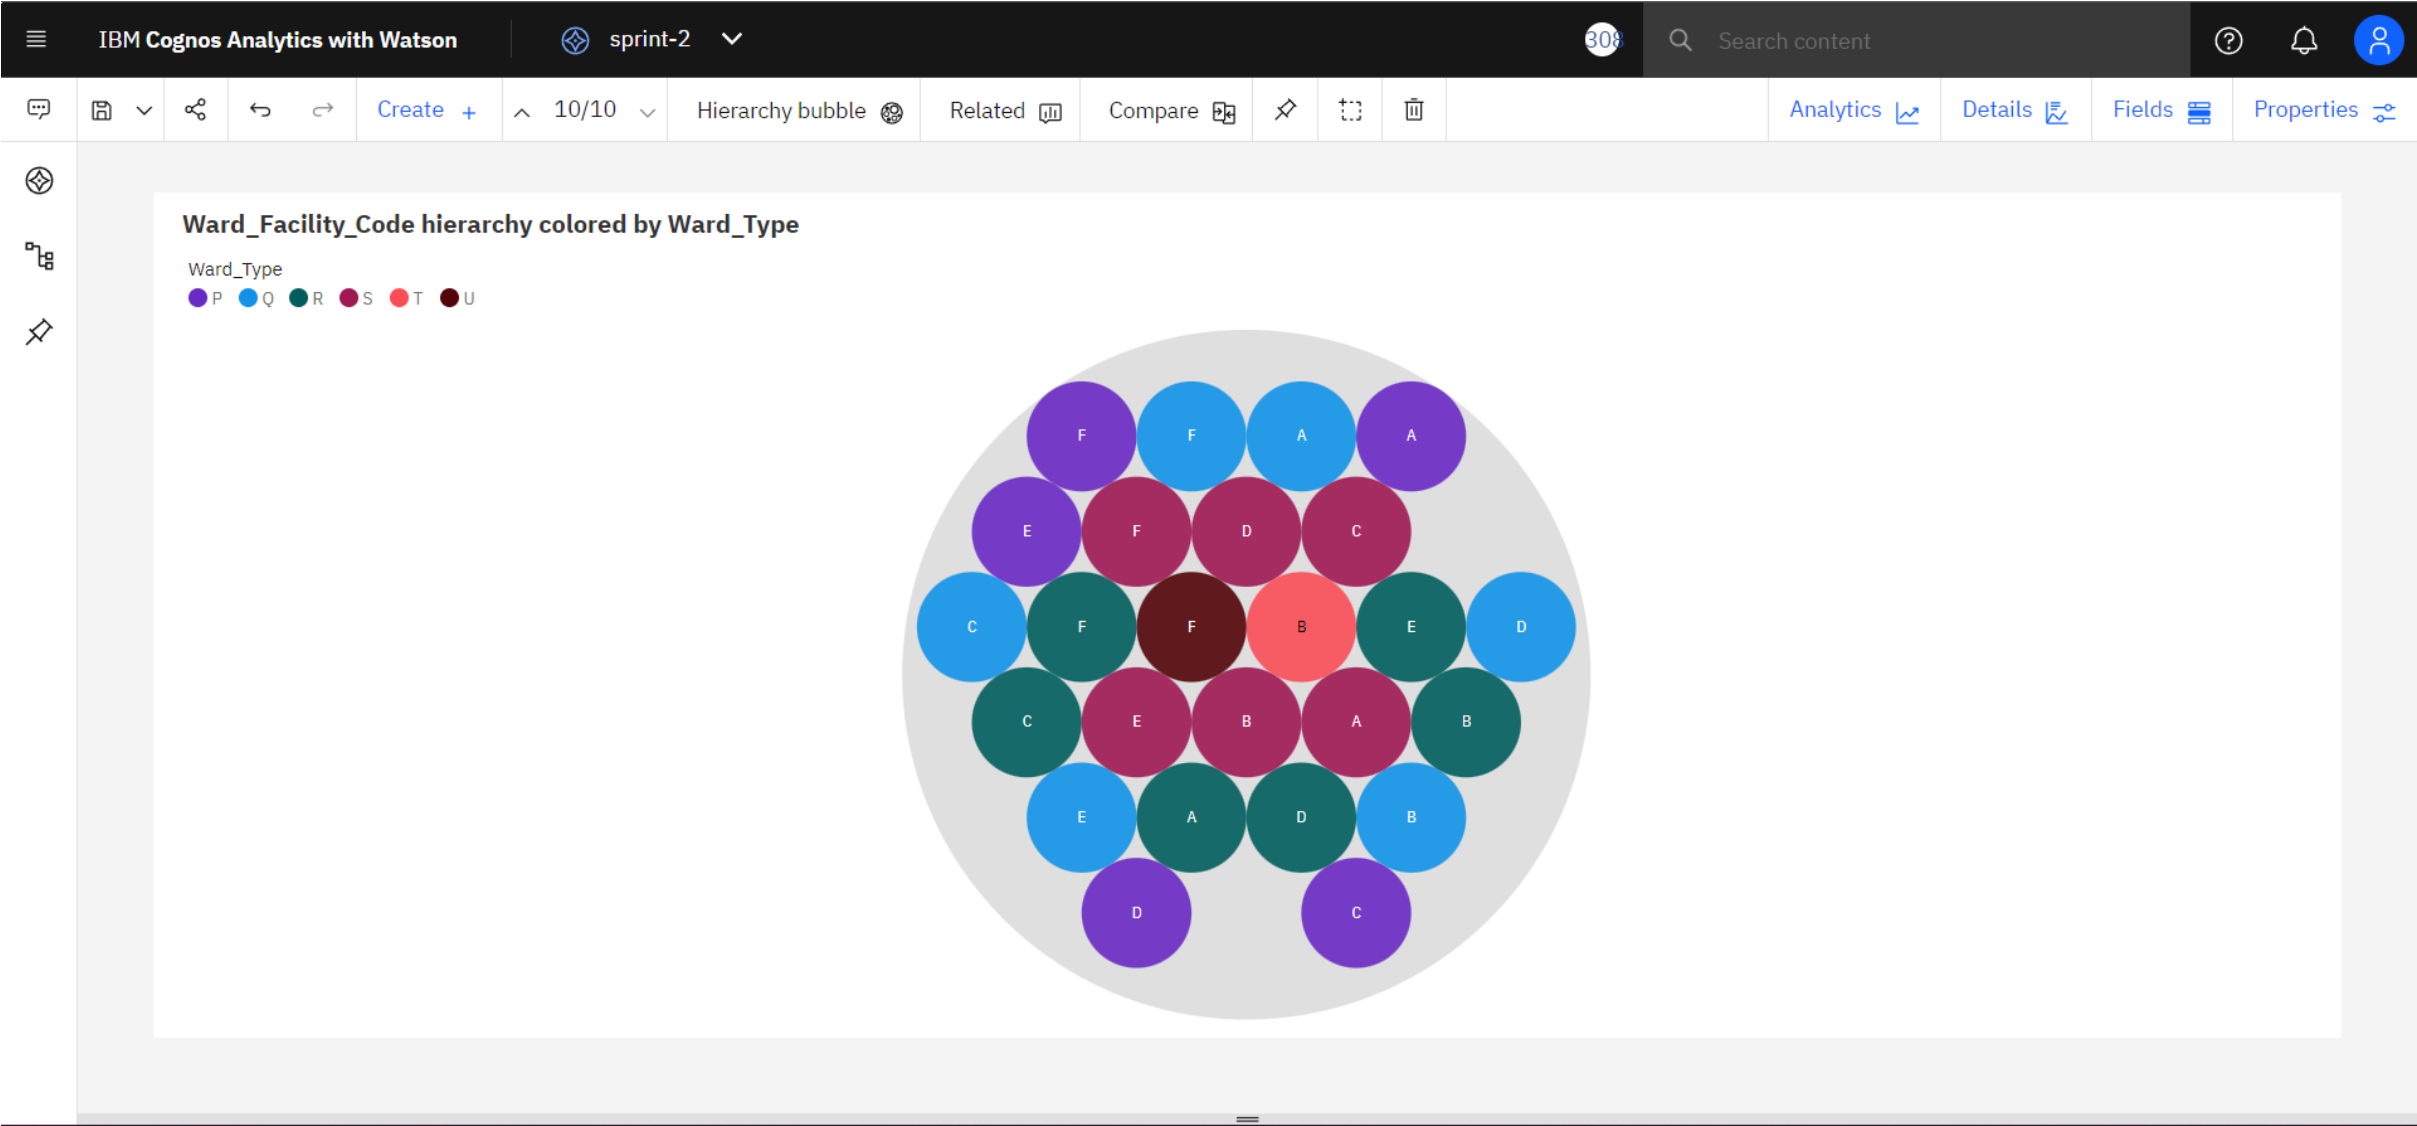 IBM Cognos Analytics with Watson sprint-2 308 Search content
Create + 10/10 Hierarchy bubble Related Compare Analytics Details Fields Properties
Ward_Facility_Code hierarchy colored by Ward_Type
Ward_Type
P Q R S T U
F F A A
E F D C
C F F B E D
C E B A B
E A D B
D C